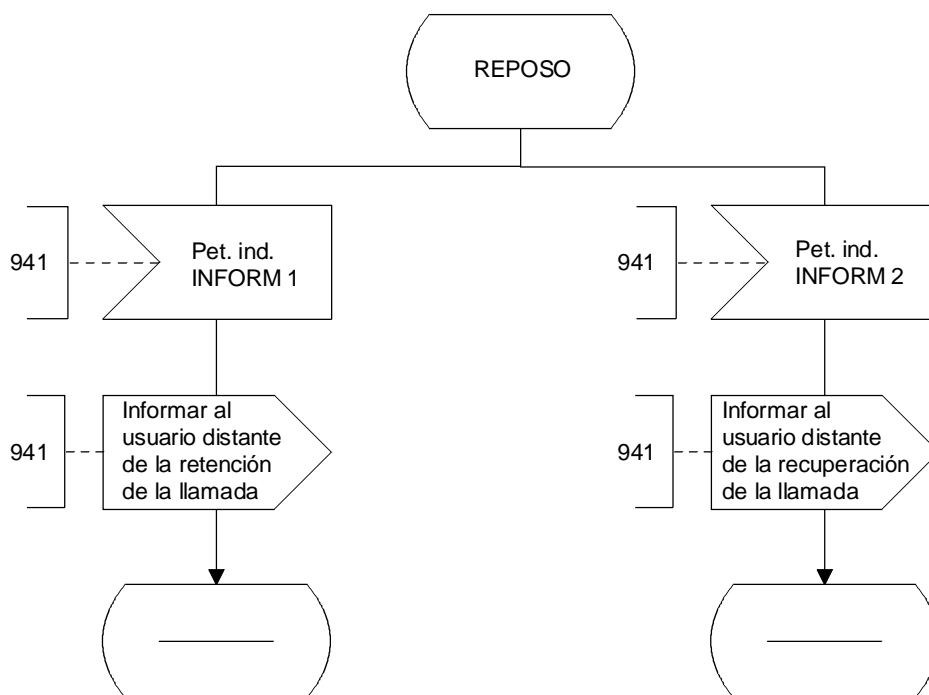 REPOSO
941
Pet. ind.
INFORM 1
941
Pet. ind.
INFORM 2
941
Informar al
usuario distante
de la retención
de la llamada
941
Informar al
usuario distante
de la recuperación
de la llamada